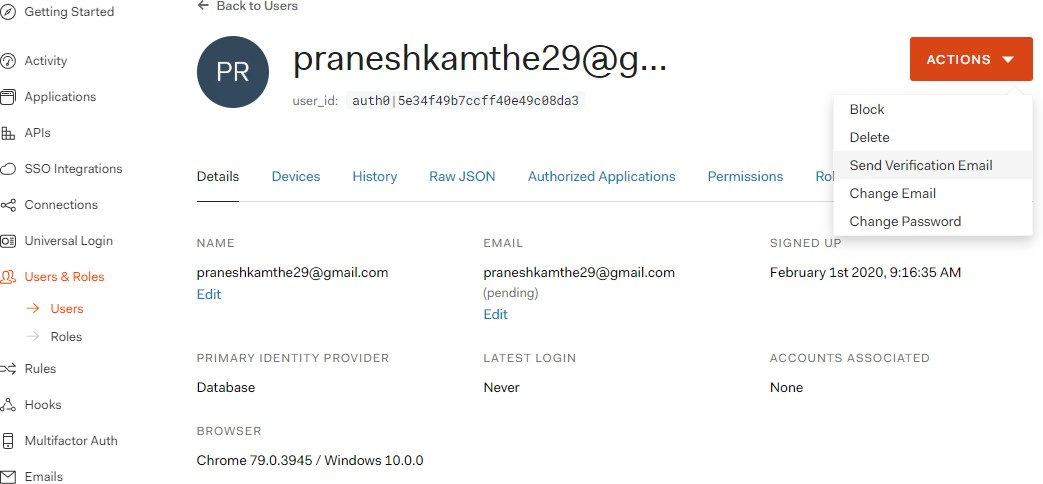 Getting Started
Activity
Applications
APIs
SSO Integrations
Connections
Universal Login
Users & Roles
Users
Roles
Rules
Hooks
Multifactor Auth
Emails
Back to Users
PR
praneshkamthe29@g...
user_id: auth0|5e34f49b7ccff40e49c08da3
ACTIONS
Block
Delete
Send Verification Email
Change Email
Change Password
Details Devices History Raw JSON Authorized Applications Permissions
NAME
praneshkamthe29@gmail.com
Edit
EMAIL
praneshkamthe29@gmail.com
(pending)
Edit
SIGNED UP
February 1st 2020, 9:16:35 AM
PRIMARY IDENTITY PROVIDER
Database
LATEST LOGIN
Never
ACCOUNTS ASSOCIATED
None
BROWSER
Chrome 79.0.3945 / Windows 10.0.0